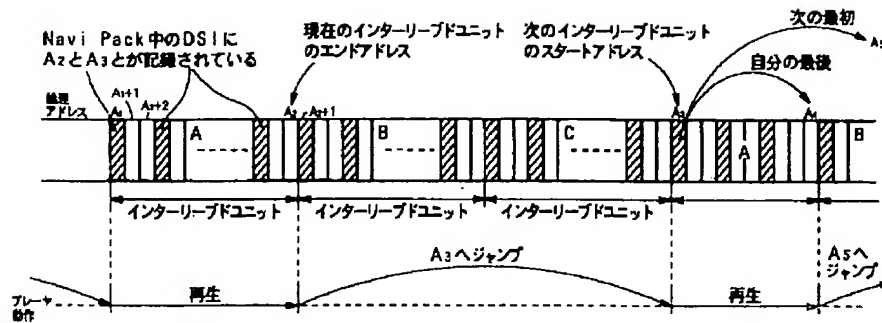 Navi Pack中のDSIに
A2とA3とが記録されている
現在のインターリーブドユニット
のエンドアドレス
次のインターリーブドユニット
のスタートアドレス
次の最初
A5
自分の最後
論理
アドレス
A1
A1+1
A1+2
A2
A2+1
A3
A4
A
B
C
A
B
インターリーブドユニット
インターリーブドユニット
インターリーブドユニット
A3へジャンプ
A5へ
ジャンプ
プレーヤ
動作
再生
再生